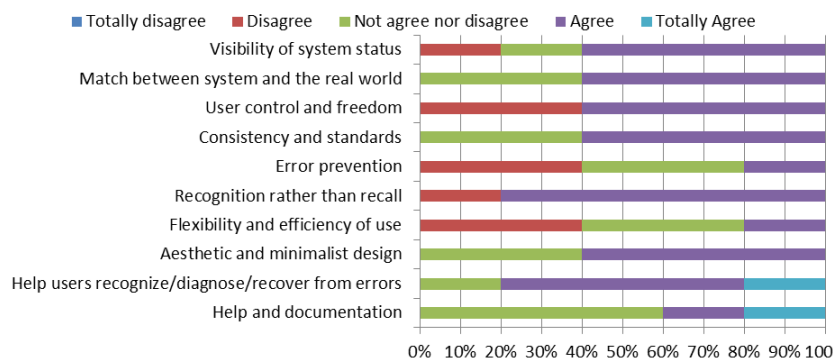 Totally disagree Disagree Not agree nor disagree Agree Totally Agree
Visibility of system status
Match between system and the real world
User control and freedom
Consistency and standards
Error prevention
Recognition rather than recall
Flexibility and efficiency of use
Aesthetic and minimalist design
Help users recognize/diagnose/recover from errors
Help and documentation
0% 10% 20% 30% 40% 50% 60% 70% 80% 90% 100